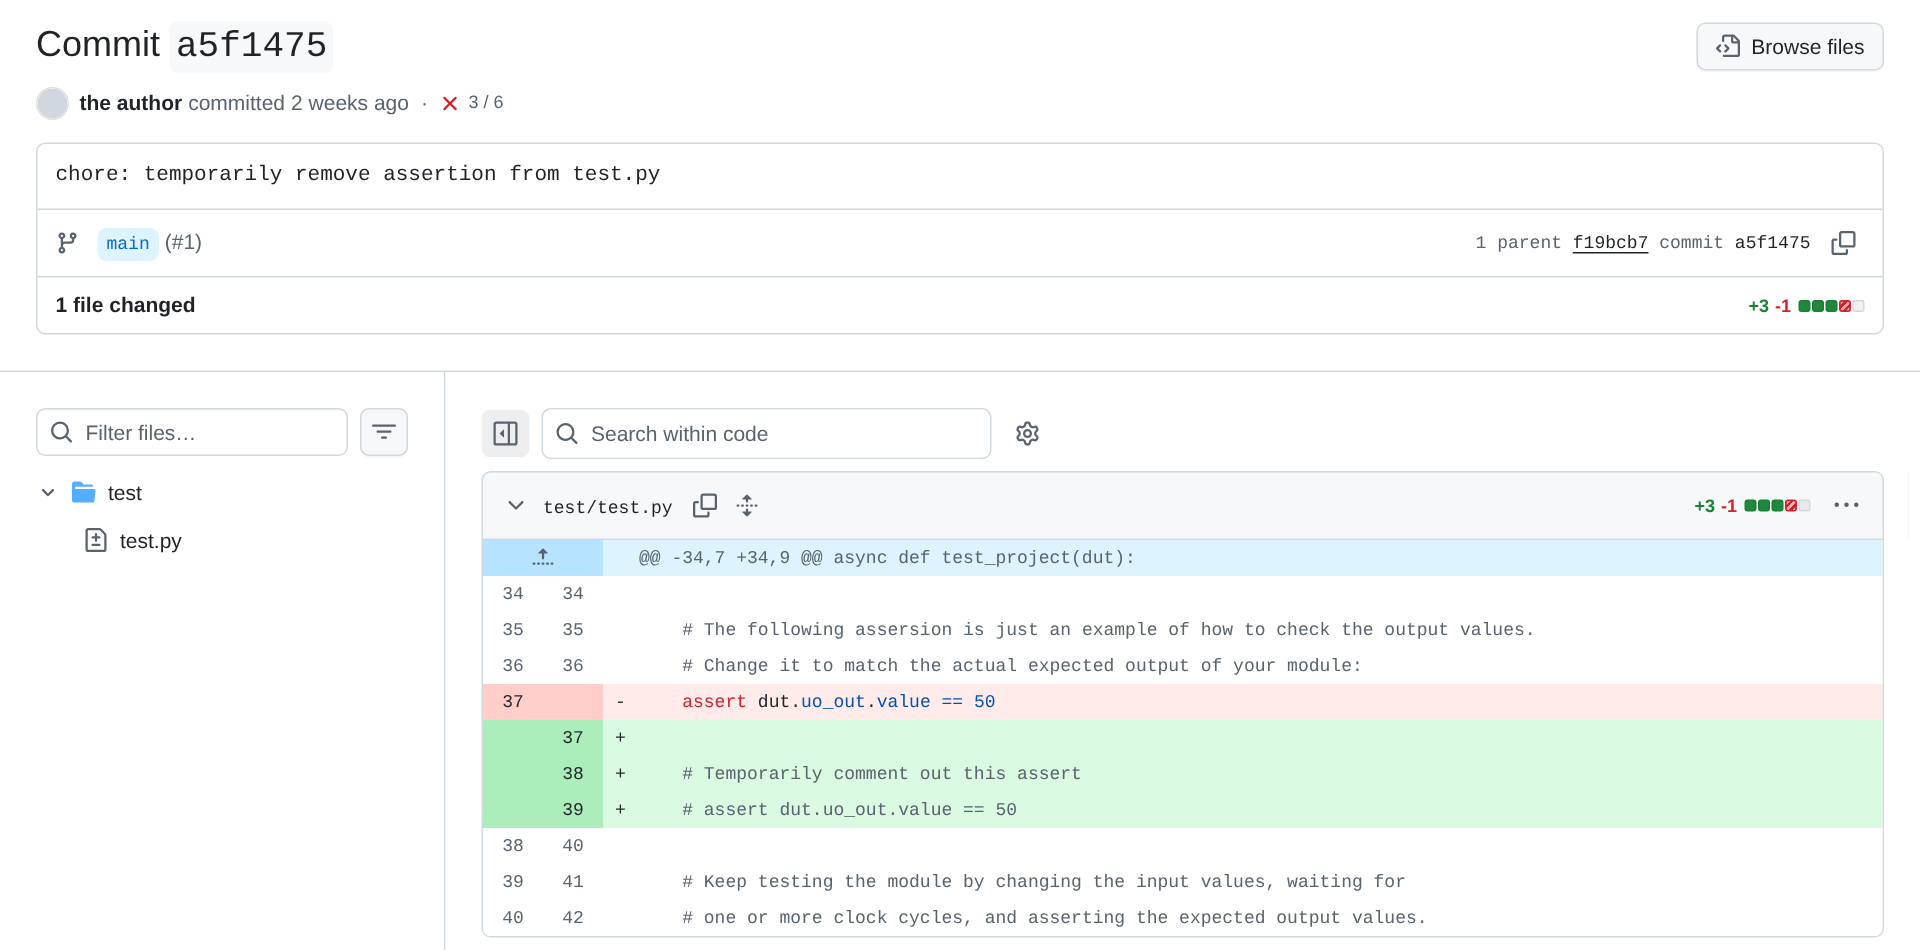 Commit a5f1475
Browse files
the author committed 2 weeks ago · 3 / 6
chore: temporarily remove assertion from test.py
main (#1)
1 parent f19bcb7 commit a5f1475
1 file changed
+3 -1
Filter files…
Search within code
test
test.py
test/test.py
+3 -1
@@ -34,7 +34,9 @@ async def test_project(dut):
34 34
35 35 # The following assersion is just an example of how to check the output values.
36 36 # Change it to match the actual expected output of your module:
37 - assert dut.uo_out.value == 50
37 +
38 + # Temporarily comment out this assert
39 + # assert dut.uo_out.value == 50
38 40
39 41 # Keep testing the module by changing the input values, waiting for
40 42 # one or more clock cycles, and asserting the expected output values.